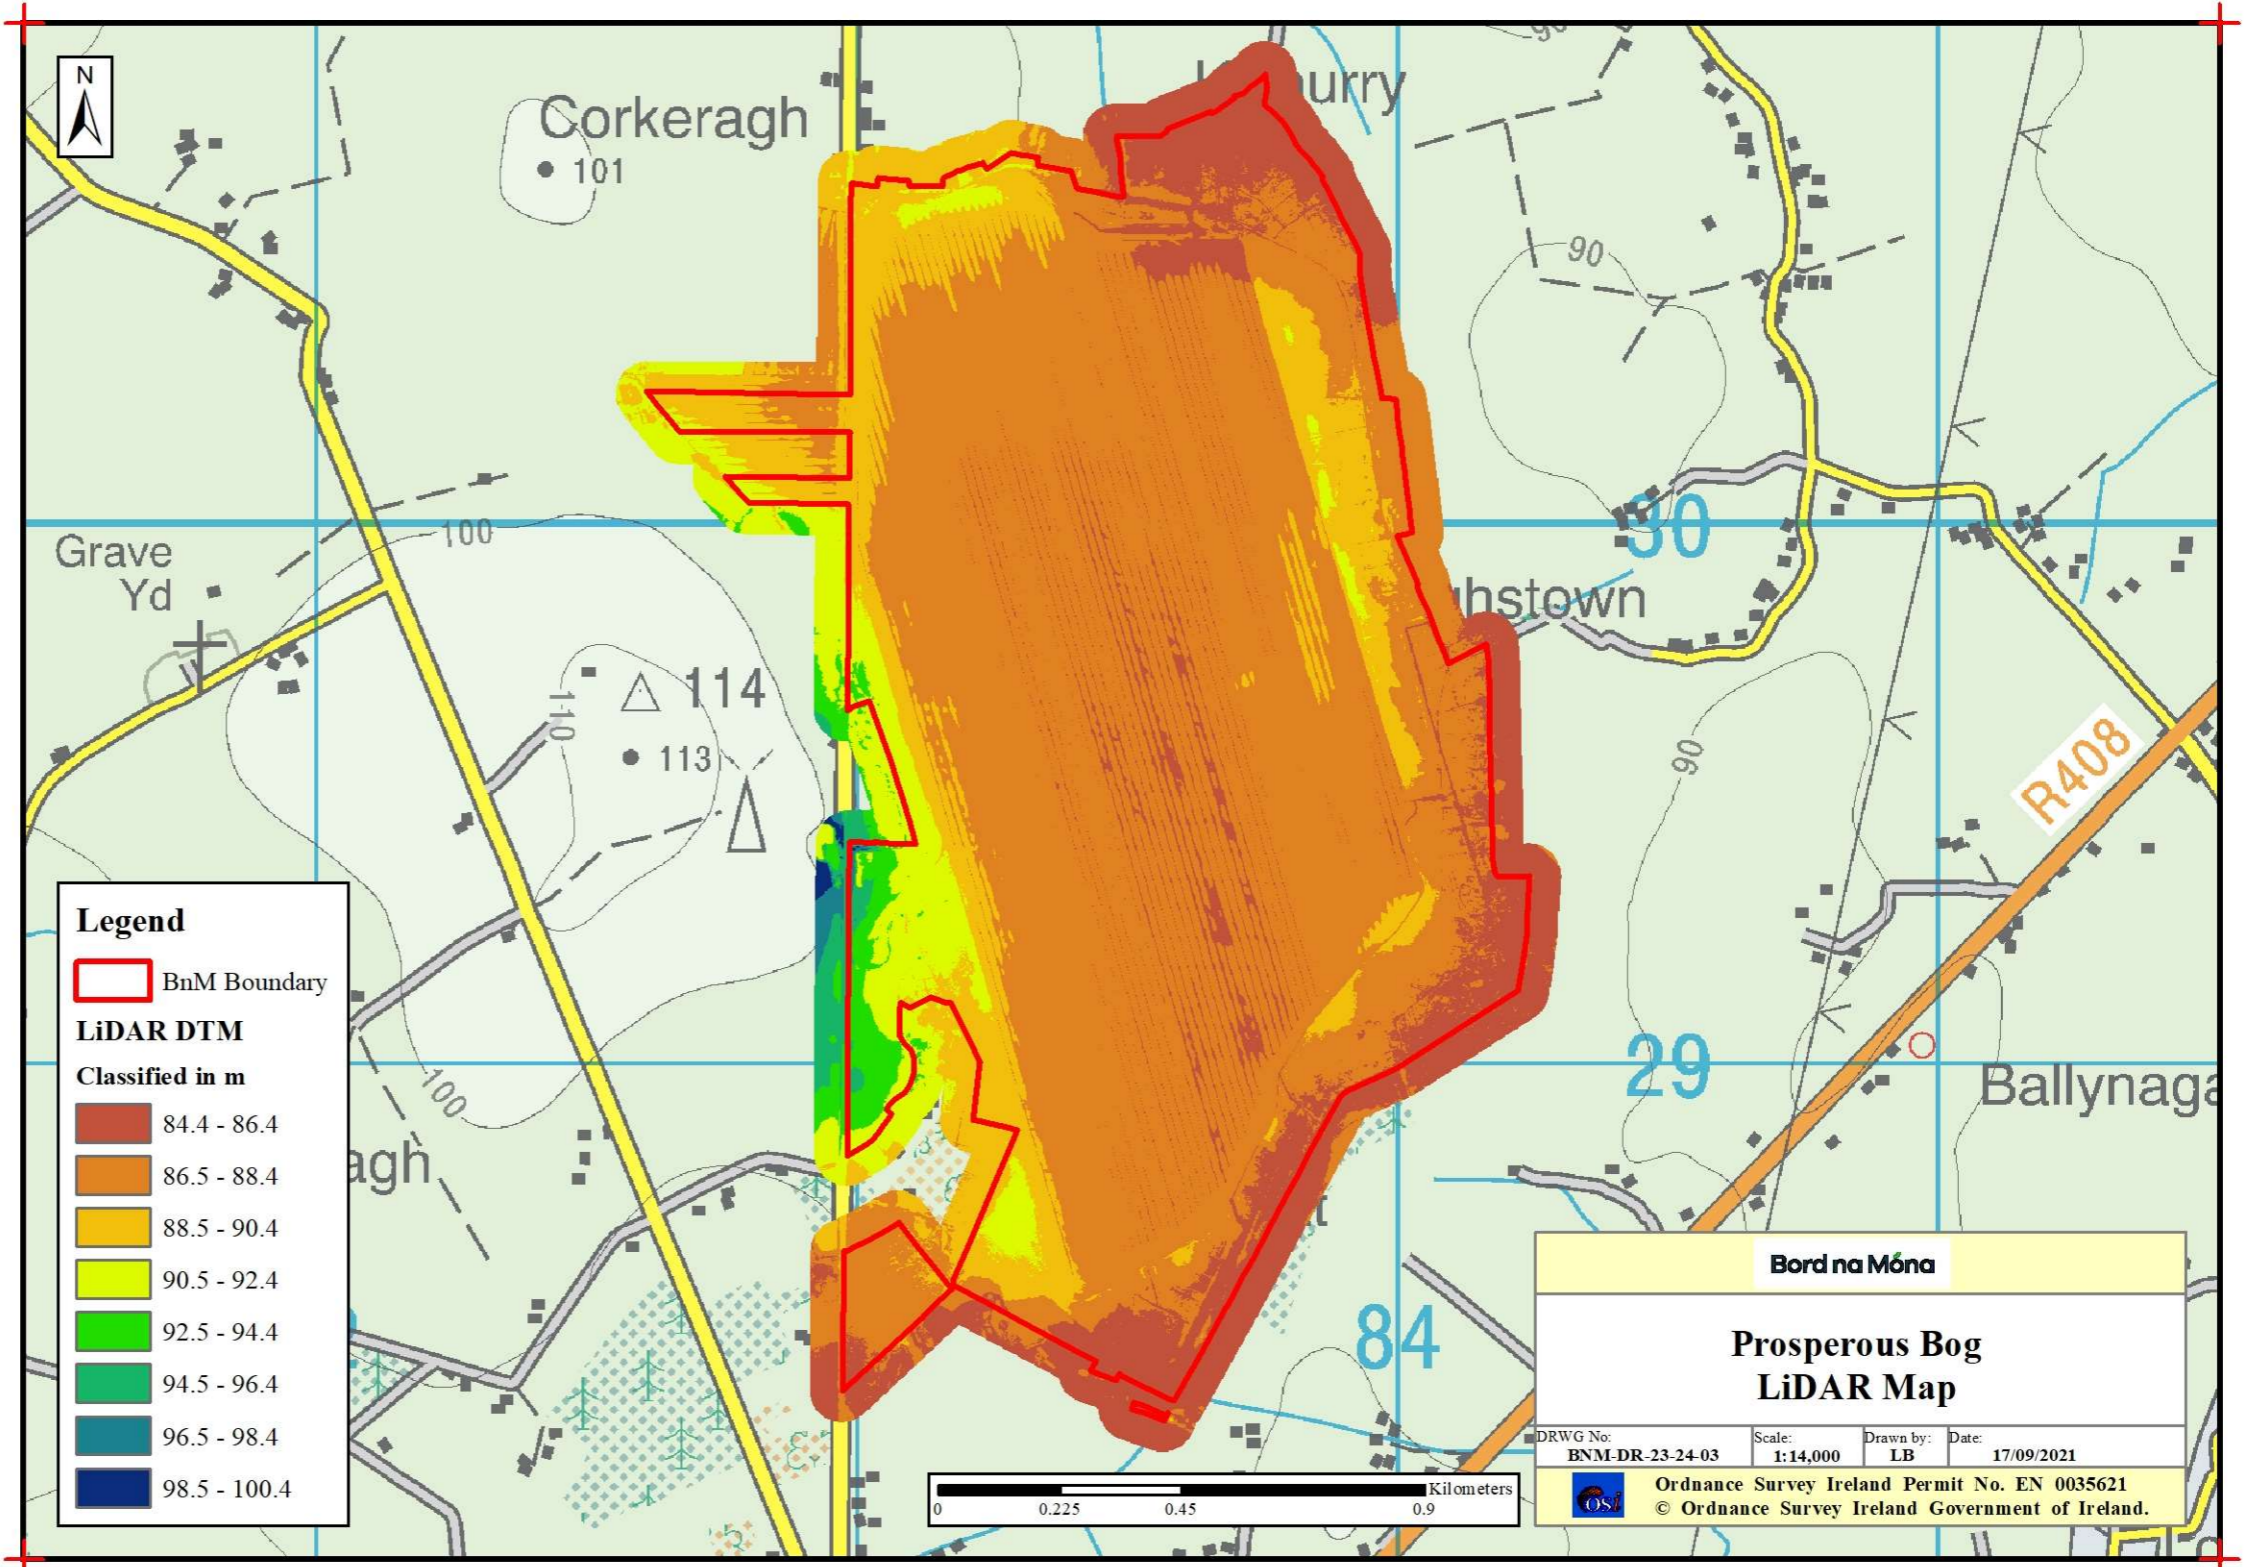 N
Corkeragh
101
urry
90
90
100
Grave
Yd
30
hstown
114
110
113
90
R408
100
agh
29
Ballynaga
84
Legend
BnM Boundary
LiDAR DTM
Classified in m
84.4 - 86.4
86.5 - 88.4
88.5 - 90.4
90.5 - 92.4
92.5 - 94.4
94.5 - 96.4
96.5 - 98.4
98.5 - 100.4
Kilometers
0 0.225 0.45 0.9
Bord na Móna
Prosperous Bog
LiDAR Map
DRWG No: Scale: Drawn by: Date:
BNM-DR-23-24-03 1:14,000 LB 17/09/2021
osi
Ordnance Survey Ireland Permit No. EN 0035621
© Ordnance Survey Ireland Government of Ireland.